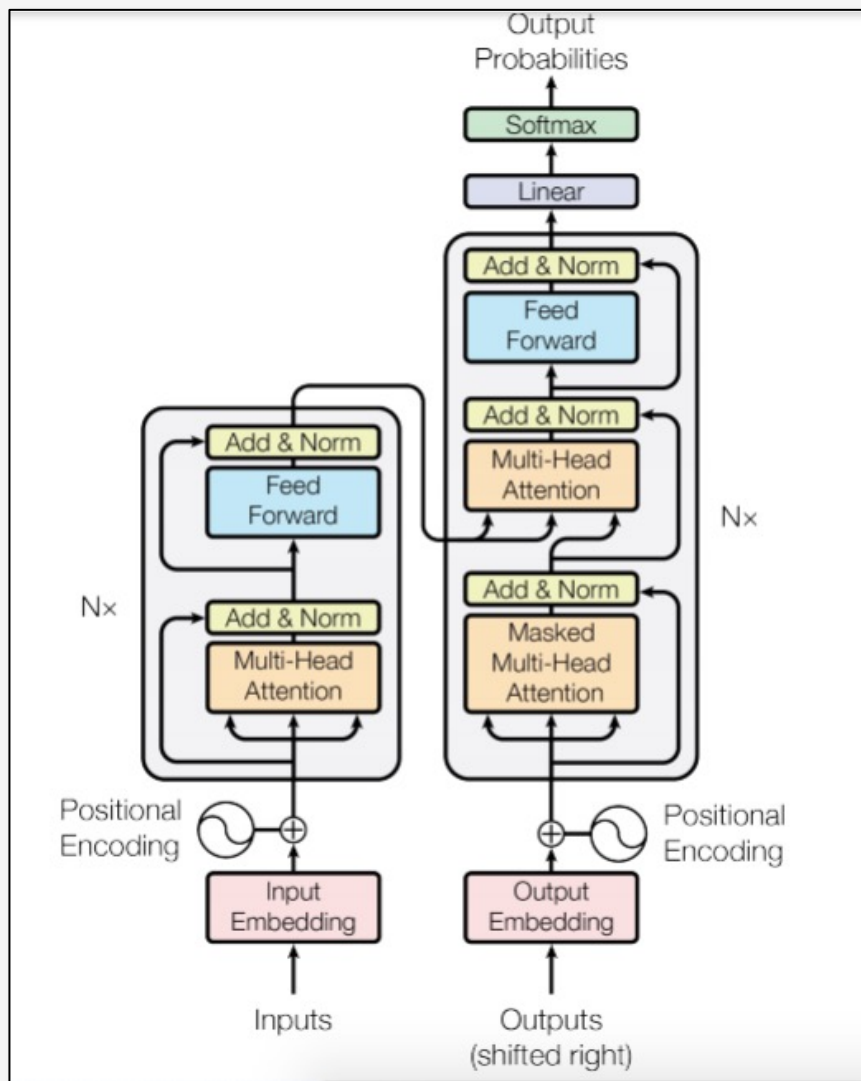 Output
Probabilities
Softmax
Linear
Add & Norm
Feed
Forward
Add & Norm
Multi-Head
Attention
Nx
Add & Norm
Masked
Multi-Head
Attention
Add & Norm
Feed
Forward
Nx
Add & Norm
Multi-Head
Attention
Positional
Encoding
Positional
Encoding
Input
Embedding
Output
Embedding
Inputs
Outputs
(shifted right)